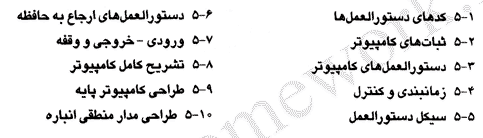 ۵-۱ کدهای دستورالعمل‌ها
۵-۲ ثبات‌های کامپیوتر
۵-۳ دستورالعمل‌های کامپیوتر
۵-۴ زمانبندی و کنترل
۵-۵ سیکل دستورالعمل
۵-۶ دستورالعمل‌های ارجاع به حافظه
۵-۷ ورودی - خروجی و وقفه
۵-۸ تشریح کامل کامپیوتر
۵-۹ طراحی کامپیوتر پایه
۵-۱۰ طراحی مدار منطقی انباره